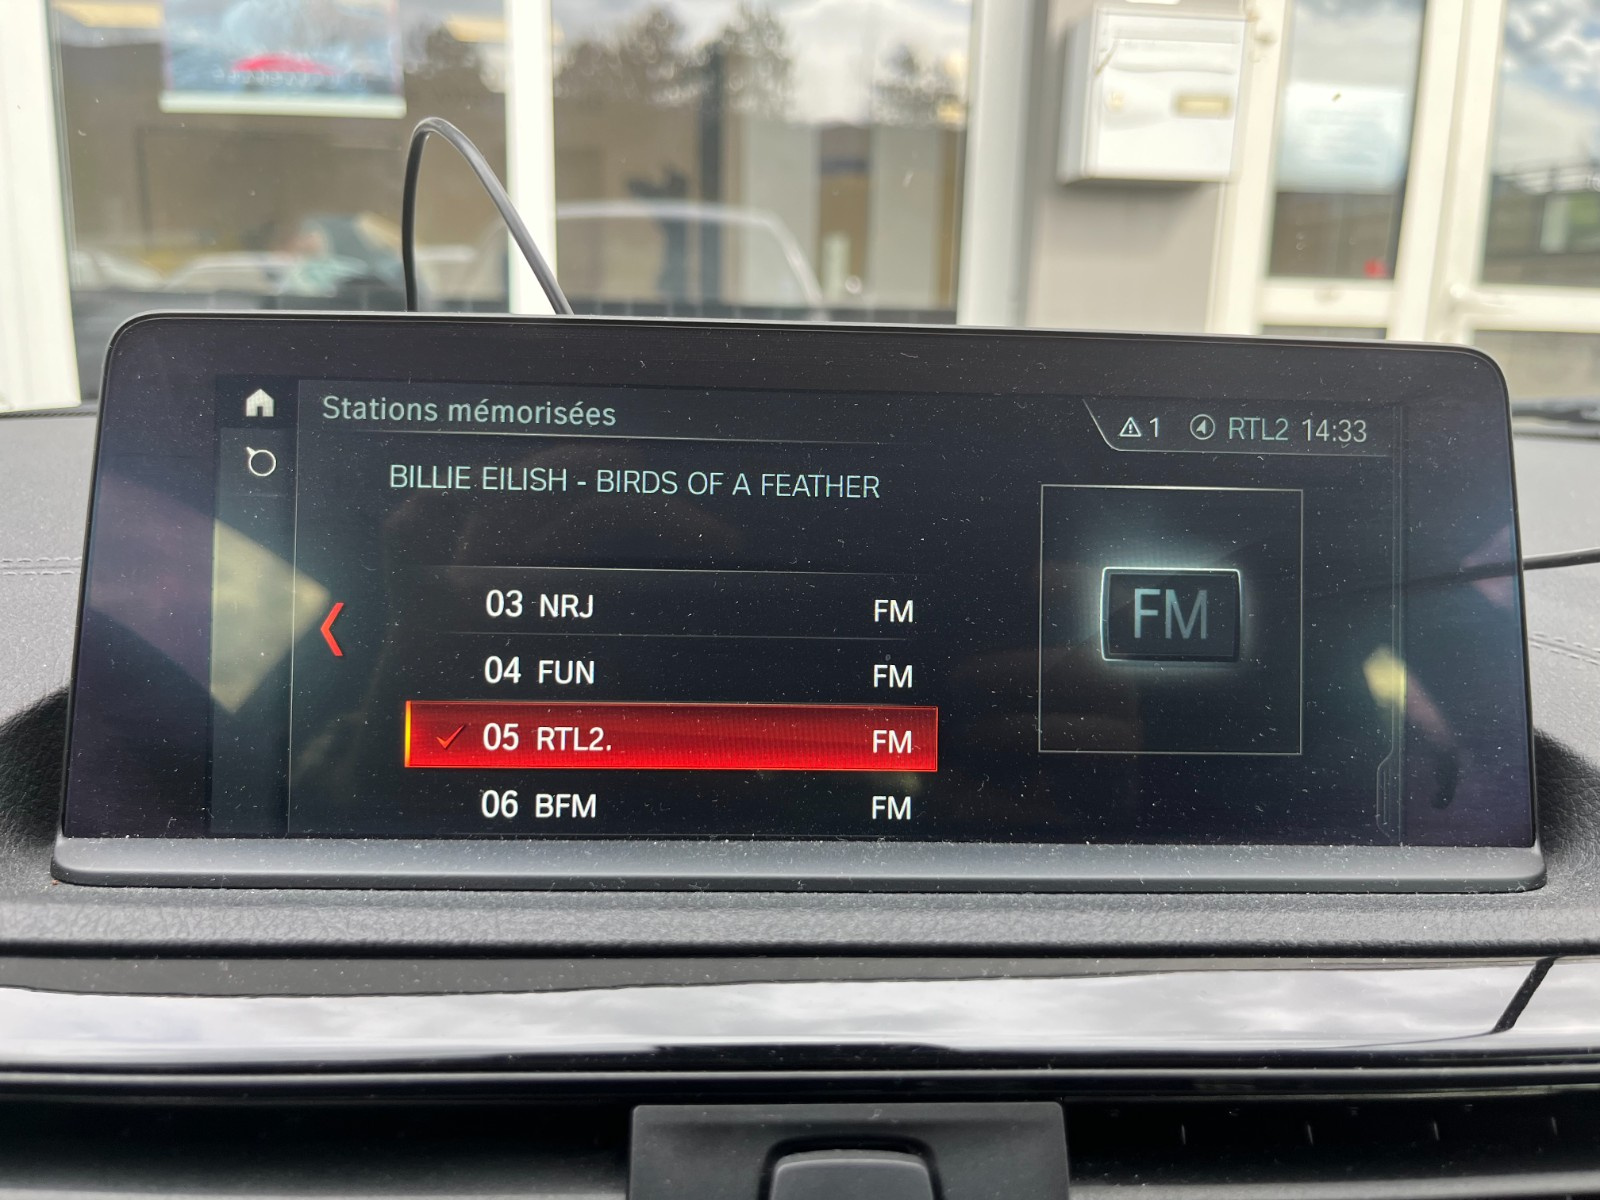 Stations mémorisées
1 RTL2 14:33
BILLIE EILISH - BIRDS OF A FEATHER
03 NRJ FM
04 FUN FM
05 RTL2. FM
06 BFM FM
FM